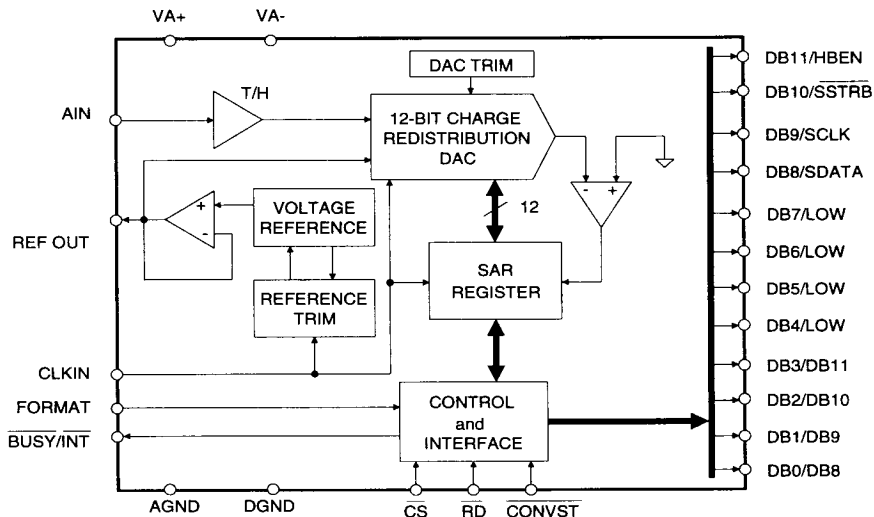 VA+
VA-
DAC TRIM
T/H
AIN
12-BIT CHARGE
REDISTRIBUTION
DAC
-
+
+
-
VOLTAGE
REFERENCE
12
REF OUT
REFERENCE
TRIM
SAR
REGISTER
CLKIN
FORMAT
BUSY/INT
CONTROL
and
INTERFACE
DB11/HBEN
DB10/SSTRB
DB9/SCLK
DB8/SDATA
DB7/LOW
DB6/LOW
DB5/LOW
DB4/LOW
DB3/DB11
DB2/DB10
DB1/DB9
DB0/DB8
AGND
DGND
CS
RD
CONVST